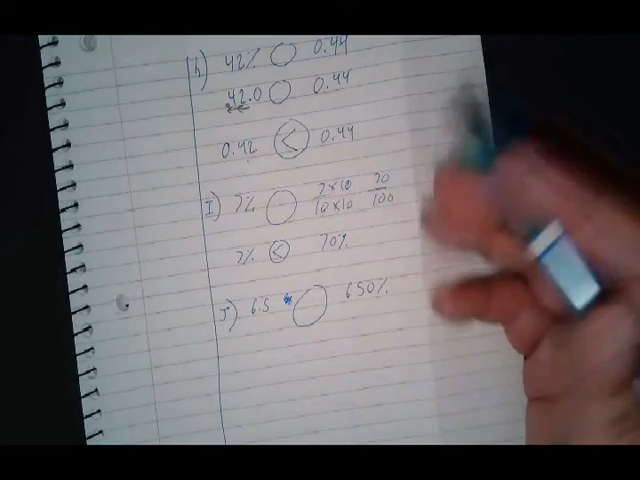 h) 42% ◯ 0.44
42.0 ◯ 0.44
0.42 < 0.44
I) 7% ◯ 7×10/10×10 70/100
7% < 70%
J) 6.5 ◯ 650%